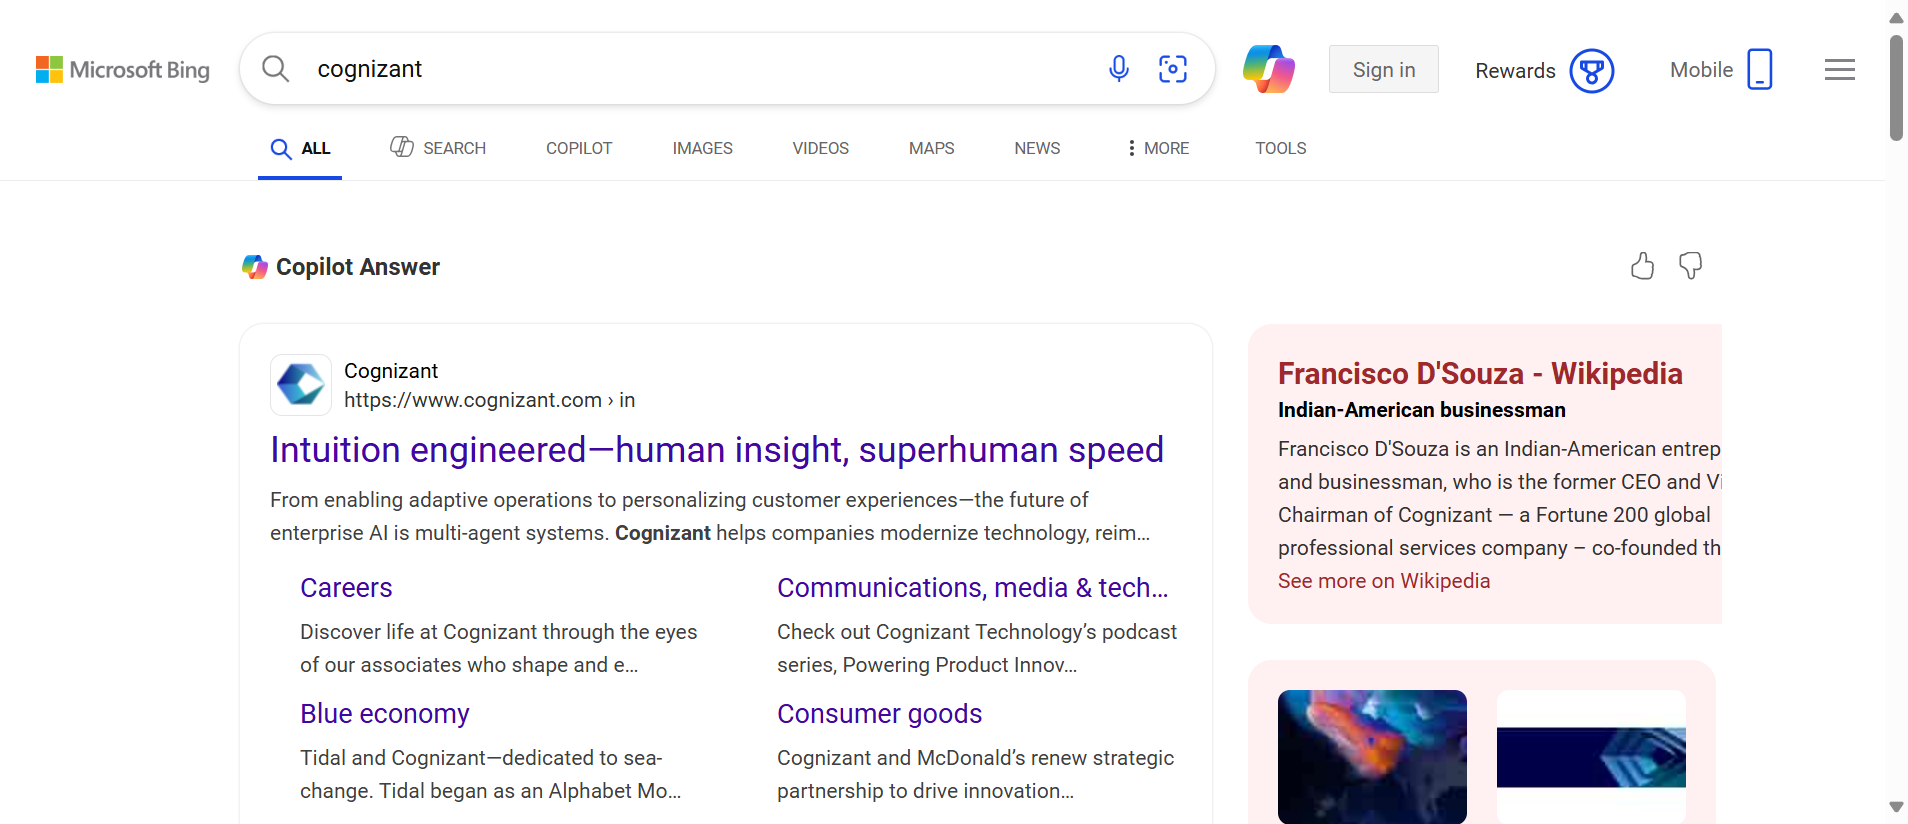 Microsoft Bing
cognizant
Sign in
Rewards
Mobile
ALL
SEARCH
COPILOT
IMAGES
VIDEOS
MAPS
NEWS
MORE
TOOLS
Copilot Answer
Cognizant
https://www.cognizant.com › in
Intuition engineered—human insight, superhuman speed
From enabling adaptive operations to personalizing customer experiences—the future of
enterprise AI is multi-agent systems. Cognizant helps companies modernize technology, reim...
Careers
Discover life at Cognizant through the eyes
of our associates who shape and e...
Communications, media & tech...
Check out Cognizant Technology’s podcast
series, Powering Product Innov...
Blue economy
Tidal and Cognizant—dedicated to sea-
change. Tidal began as an Alphabet Mo...
Consumer goods
Cognizant and McDonald’s renew strategic
partnership to drive innovation...
Francisco D'Souza - Wikipedia
Indian-American businessman
Francisco D'Souza is an Indian-American entrep
and businessman, who is the former CEO and Vi
Chairman of Cognizant — a Fortune 200 global
professional services company – co-founded th
See more on Wikipedia